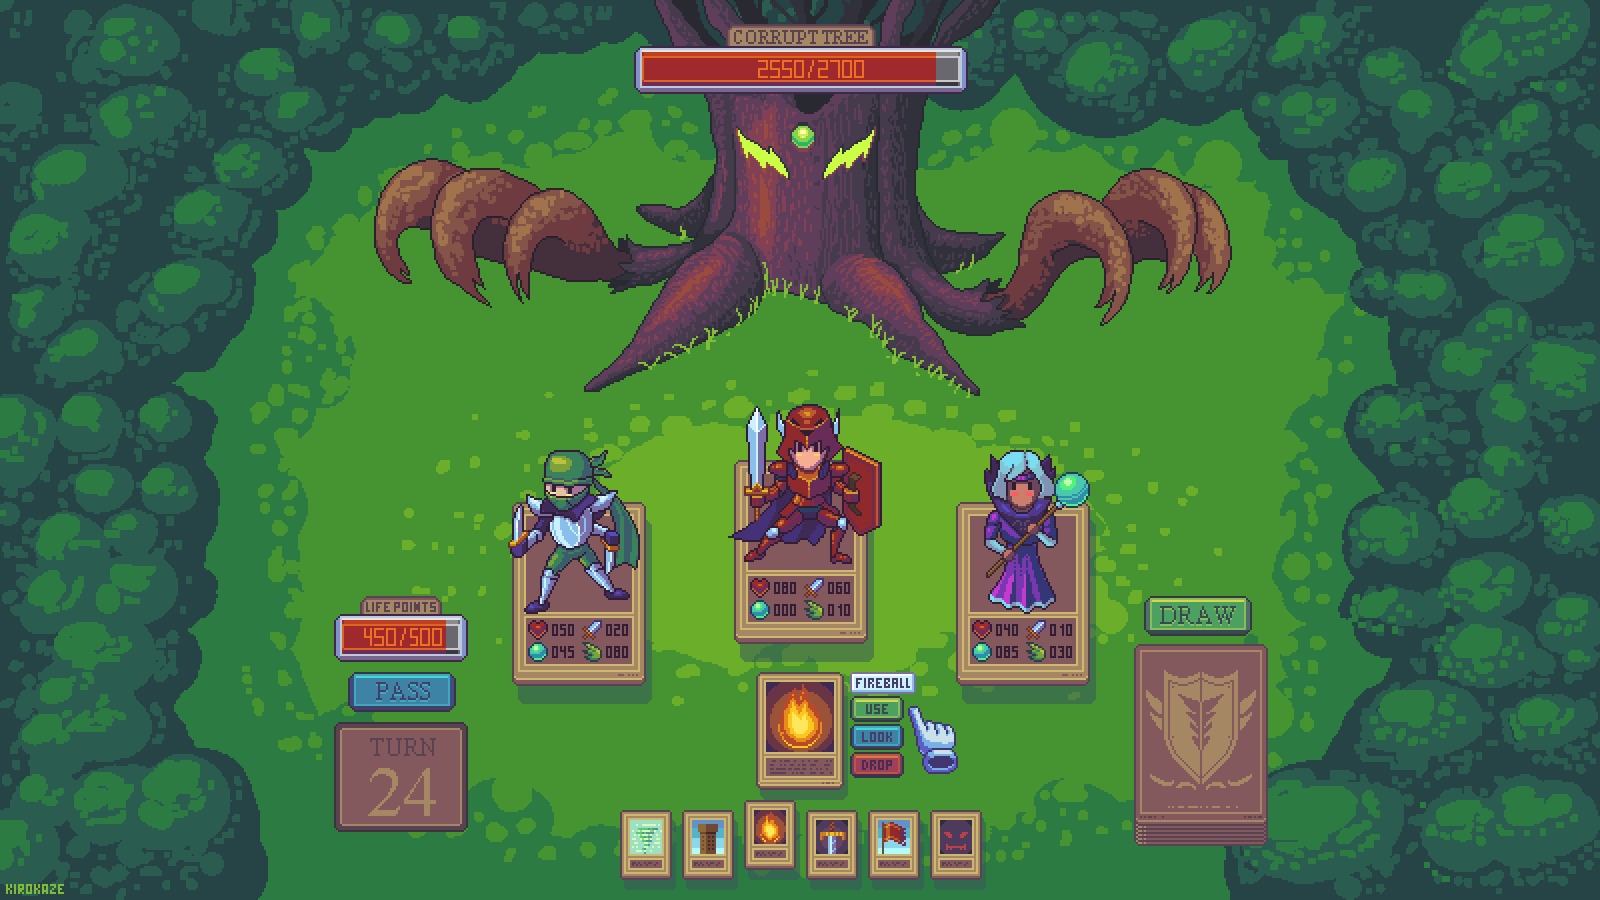 CORRUPT TREE
2550/2700
080 060
000 010
LIFE POINTS
450/500
050 020
045 080
040 010
085 030
DRAW
PASS
FIREBALL
USE
LOOK
DROP
TURN
24
KIROKAZE